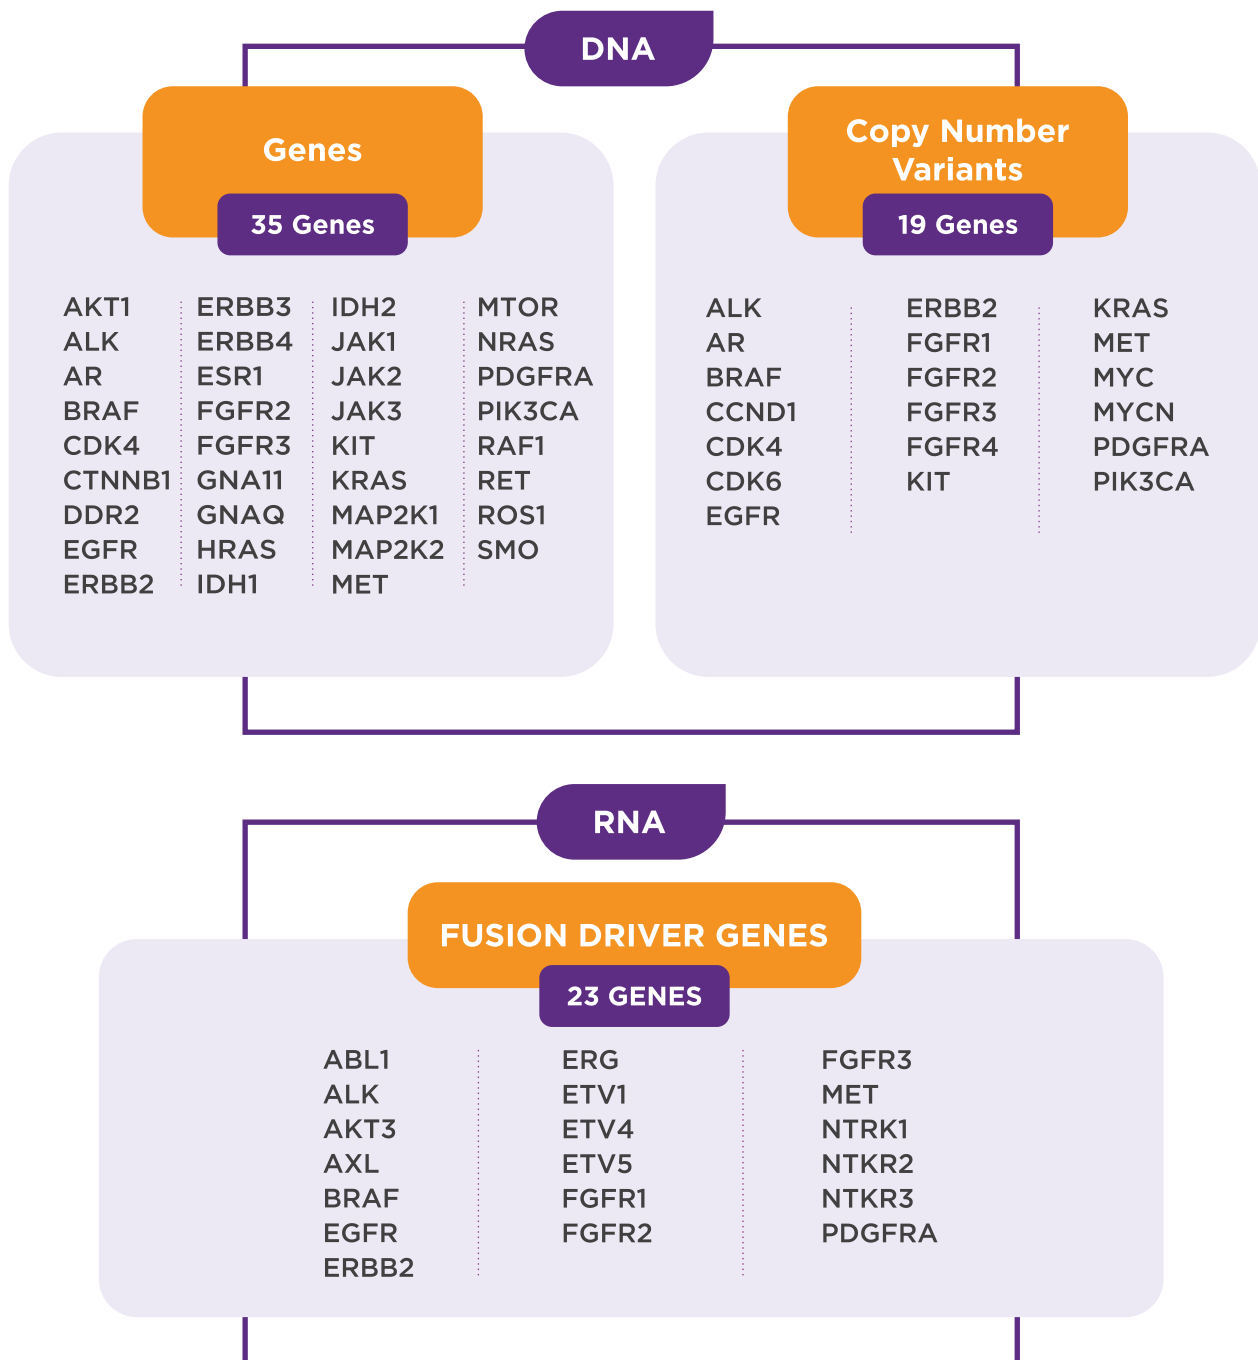 DNA
Genes
35 Genes
AKT1
ALK
AR
BRAF
CDK4
CTNNB1
DDR2
EGFR
ERBB2
ERBB3
ERBB4
ESR1
FGFR2
FGFR3
GNA11
GNAQ
HRAS
IDH1
IDH2
JAK1
JAK2
JAK3
KIT
KRAS
MAP2K1
MAP2K2
MET
MTOR
NRAS
PDGFRA
PIK3CA
RAF1
RET
ROS1
SMO
Copy Number
Variants
19 Genes
ALK
AR
BRAF
CCND1
CDK4
CDK6
EGFR
ERBB2
FGFR1
FGFR2
FGFR3
FGFR4
KIT
KRAS
MET
MYC
MYCN
PDGFRA
PIK3CA
RNA
FUSION DRIVER GENES
23 GENES
ABL1
ALK
AKT3
AXL
BRAF
EGFR
ERBB2
ERG
ETV1
ETV4
ETV5
FGFR1
FGFR2
FGFR3
MET
NTRK1
NTKR2
NTKR3
PDGFRA